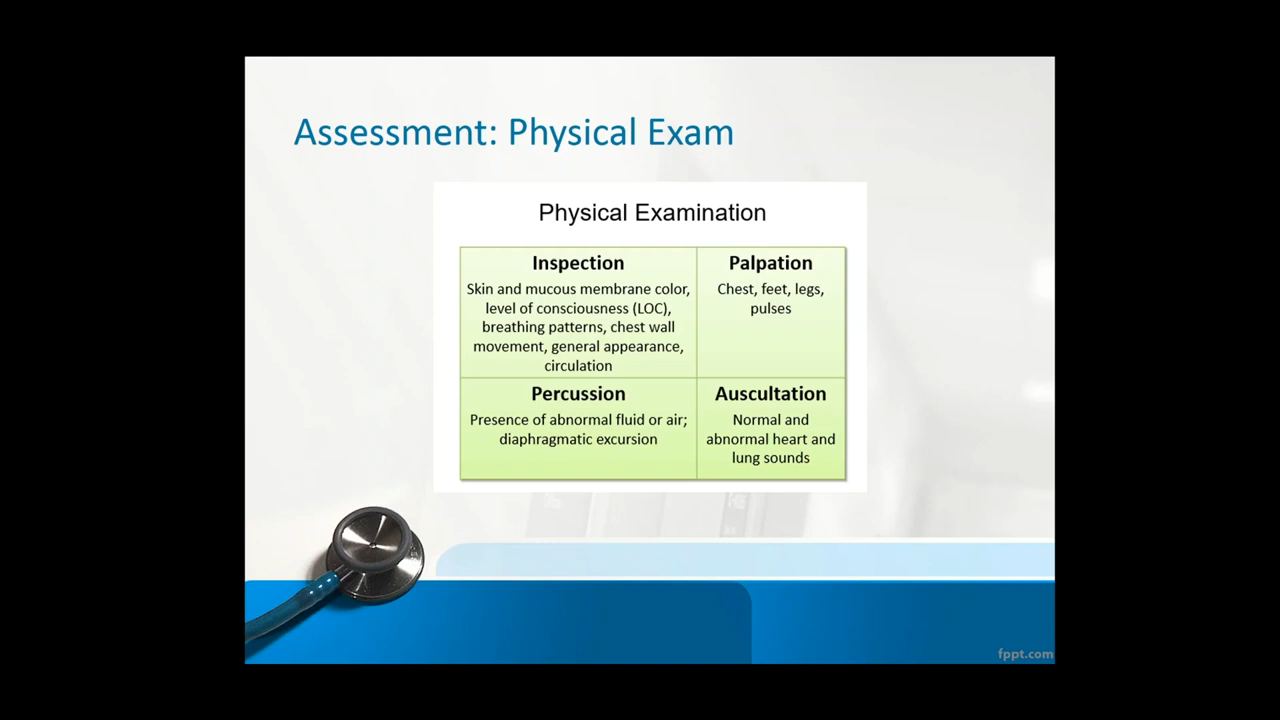 Assessment: Physical Exam
Physical Examination
Inspection
Skin and mucous membrane color,
level of consciousness (LOC),
breathing patterns, chest wall
movement, general appearance,
circulation
Palpation
Chest, feet, legs,
pulses
Percussion
Presence of abnormal fluid or air;
diaphragmatic excursion
Auscultation
Normal and
abnormal heart and
lung sounds
fppt.com